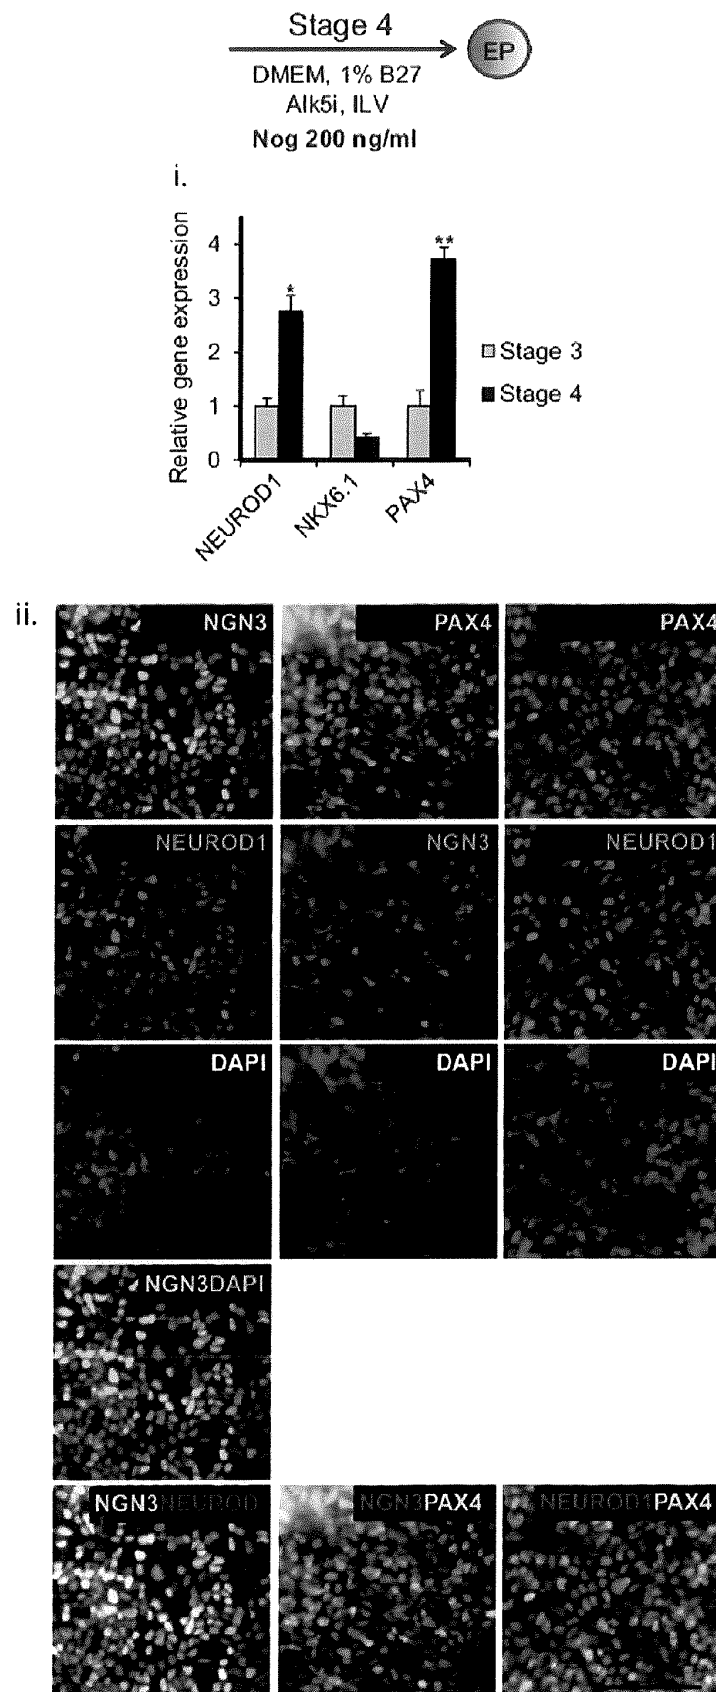 Stage 4
EP
DMEM, 1% B27
Alk5i, ILV
Nog 200 ng/ml
i.
Relative gene expression
4
3
2
1
0
*
**
Stage 3
Stage 4
NEUROD1
NKX6.1
PAX4
ii.
NGN3
PAX4
PAX4
NEUROD1
NGN3
NEUROD1
DAPI
DAPI
DAPI
NGN3DAPI
NGN3NEUROD
NGN3PAX4
NEUROD1PAX4